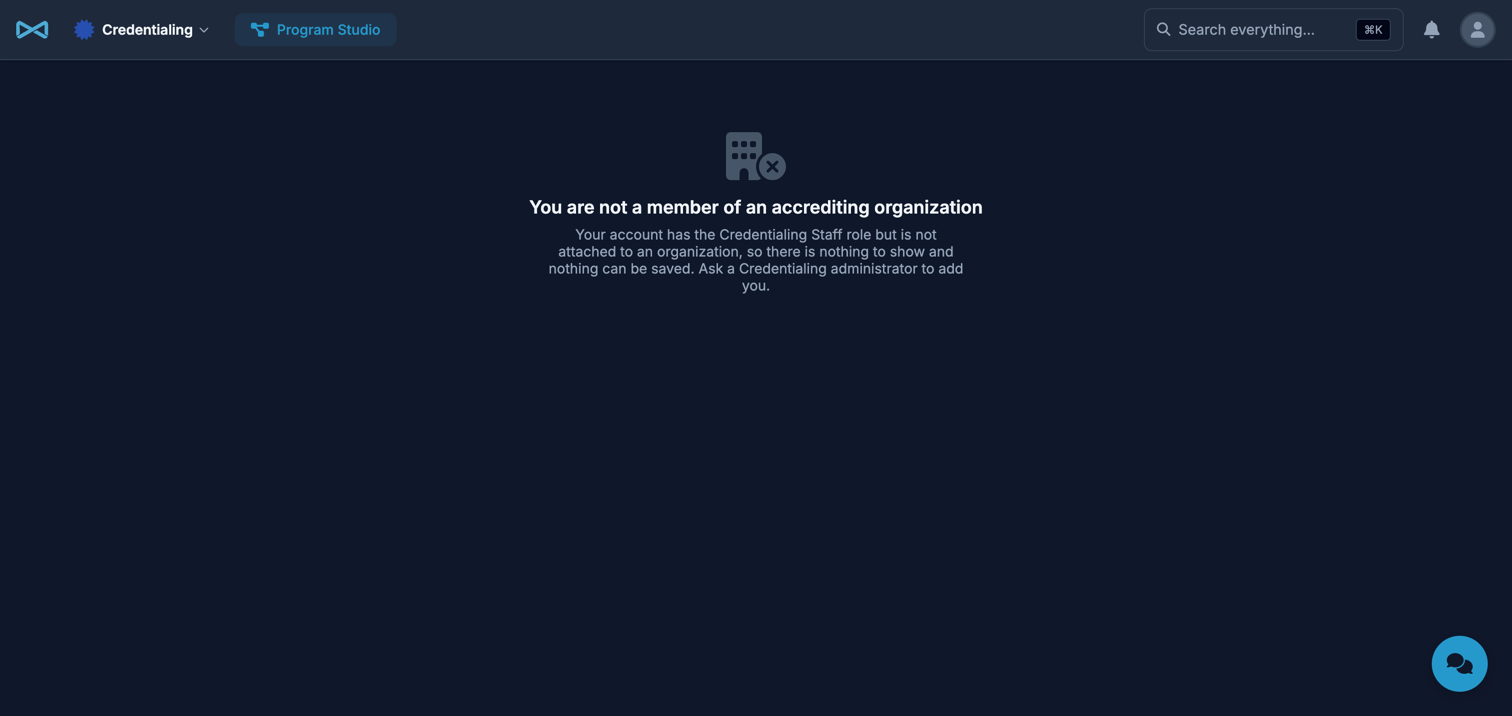 Credentialing
Program Studio
Search everything...
⌘K
You are not a member of an accrediting organization
Your account has the Credentialing Staff role but is not
attached to an organization, so there is nothing to show and
nothing can be saved. Ask a Credentialing administrator to add
you.